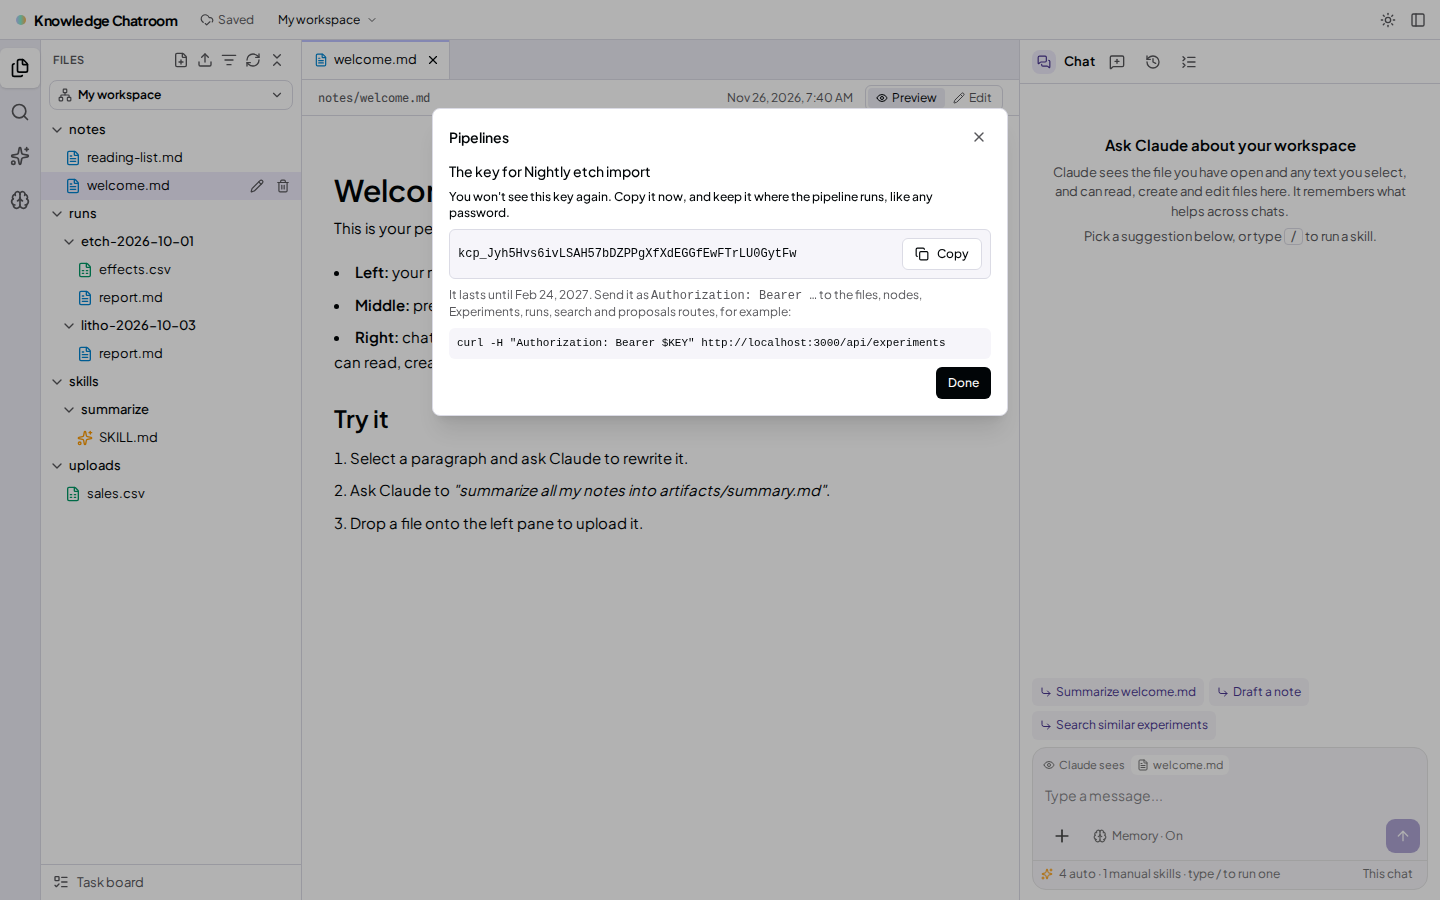 Knowledge Chatroom
Saved
My workspace
FILES
My workspace
notes
reading-list.md
welcome.md
runs
etch-2026-10-01
effects.csv
report.md
litho-2026-10-03
report.md
skills
summarize
SKILL.md
uploads
sales.csv
Task board
welcome.md
notes/welcome.md
Nov 26, 2026, 7:40 AM
Preview
Edit
This is your pe
Left: your
Middle: pre
Right: chat
can read, crea
Try it
1. Select a paragraph and ask Claude to rewrite it.
2. Ask Claude to "summarize all my notes into artifacts/summary.md".
3. Drop a file onto the left pane to upload it.
Pipelines
The key for Nightly etch import
You won't see this key again. Copy it now, and keep it where the pipeline runs, like any
password.
kcp_Jyh5Hvs6ivLSAH57bDZPPgXfXdEGGfEwFTrLU0GytFw
Copy
It lasts until Feb 24, 2027. Send it as Authorization: Bearer … to the files, nodes,
Experiments, runs, search and proposals routes, for example:
curl -H "Authorization: Bearer $KEY" http://localhost:3000/api/experiments
Done
Chat
Ask Claude about your workspace
Claude sees the file you have open and any text you select,
and can read, create and edit files here. It remembers what
helps across chats.
Pick a suggestion below, or type / to run a skill.
Summarize welcome.md
Draft a note
Search similar experiments
Claude sees
welcome.md
Type a message...
Memory · On
4 auto · 1 manual skills · type / to run one
This chat